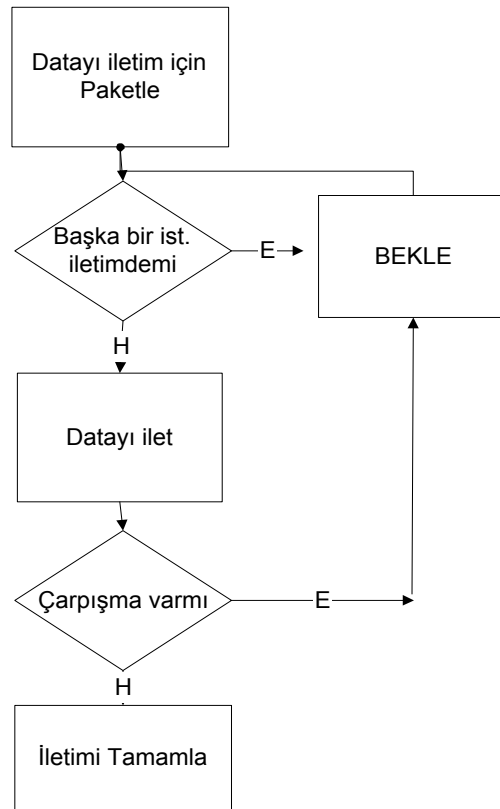 Datayı iletim için
Paketle
Başka bir ist.
iletimdemi
E
BEKLE
H
Datayı ilet
Çarpışma varmı
E
H
İletimi Tamamla